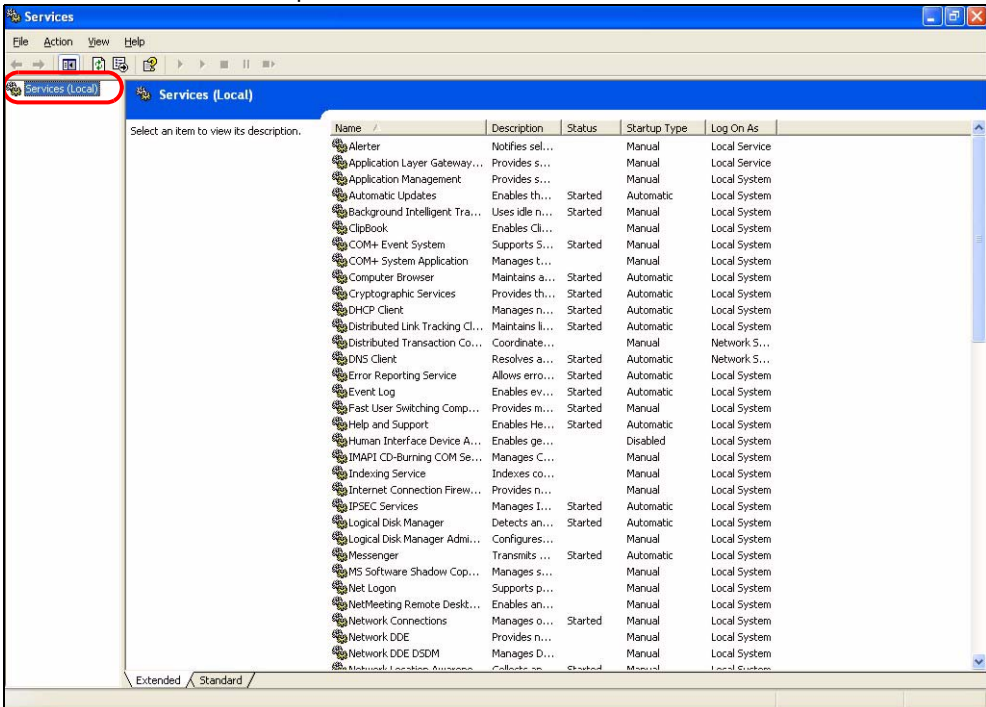 Services
File Action View Help
Services (Local)
Services (Local)
Select an item to view its description.
Name Description Status Startup Type Log On As
Alerter Notifies sel... Manual Local Service
Application Layer Gateway... Provides s... Manual Local Service
Application Management Provides s... Manual Local System
Automatic Updates Enables th... Started Automatic Local System
Background Intelligent Tra... Uses idle n... Started Manual Local System
ClipBook Enables Cli... Manual Local System
COM+ Event System Supports S... Started Manual Local System
COM+ System Application Manages t... Manual Local System
Computer Browser Maintains a... Started Automatic Local System
Cryptographic Services Provides th... Started Automatic Local System
DHCP Client Manages n... Started Automatic Local System
Distributed Link Tracking Cl... Maintains li... Started Automatic Local System
Distributed Transaction Co... Coordinate... Manual Network S...
DNS Client Resolves a... Started Automatic Network S...
Error Reporting Service Allows erro... Started Automatic Local System
Event Log Enables ev... Started Automatic Local System
Fast User Switching Comp... Provides m... Started Manual Local System
Help and Support Enables He... Started Automatic Local System
Human Interface Device A... Enables ge... Disabled Local System
IMAPI CD-Burning COM Se... Manages C... Manual Local System
Indexing Service Indexes co... Manual Local System
Internet Connection Firew... Provides n... Manual Local System
IPSEC Services Manages I... Started Automatic Local System
Logical Disk Manager Detects an... Started Automatic Local System
Logical Disk Manager Admi... Configures... Manual Local System
Messenger Transmits ... Started Automatic Local System
MS Software Shadow Cop... Manages s... Manual Local System
Net Logon Supports p... Manual Local System
NetMeeting Remote Deskt... Enables an... Manual Local System
Network Connections Manages o... Started Manual Local System
Network DDE Provides n... Manual Local System
Network DDE DSDM Manages D... Manual Local System
Network Location Awarene... Collects an... Started Manual Local System
Extended Standard